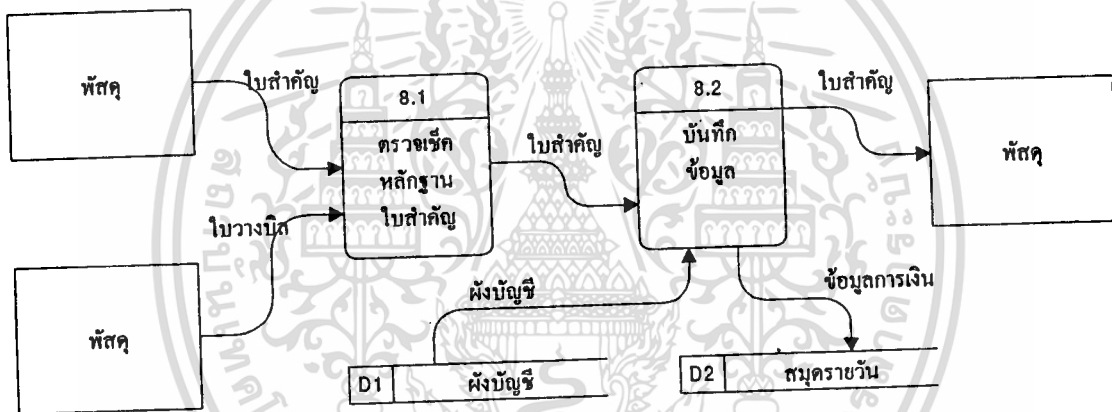 พัสดุ
ใบสำคัญ
8.1
ตรวจเช็ค
หลักฐาน
ใบสำคัญ
ใบสำคัญ
8.2
บันทึก
ข้อมูล
ใบสำคัญ
พัสดุ
ใบวางบิล
พัสดุ
ผังบัญชี
ข้อมูลการเงิน
D1 ผังบัญชี
D2 สมุดรายวัน